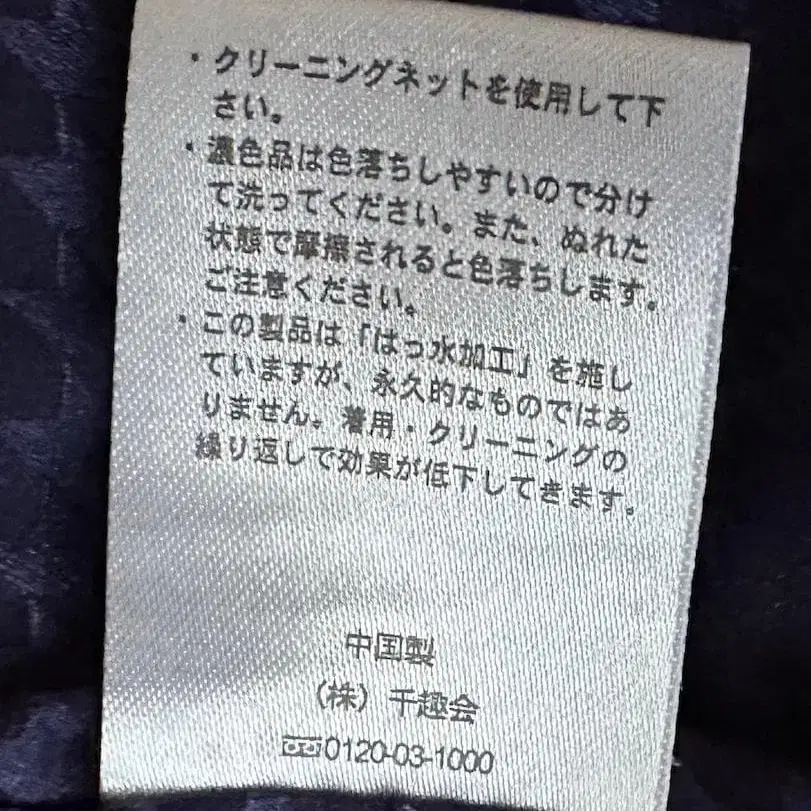 ・クリーニングネットを使用して下
さい。
・濃色品は色落ちしやすいので分け
て洗ってください。また、ぬれた
状態で摩擦されると色落ちします。
ご注意ください。
・この製品は「はっ水加工」を施し
ていますが、永久的なものではあ
りません。着用・クリーニングの
繰り返しで効果が低下してきます。
中国製
（株）千趣会
0120-03-1000